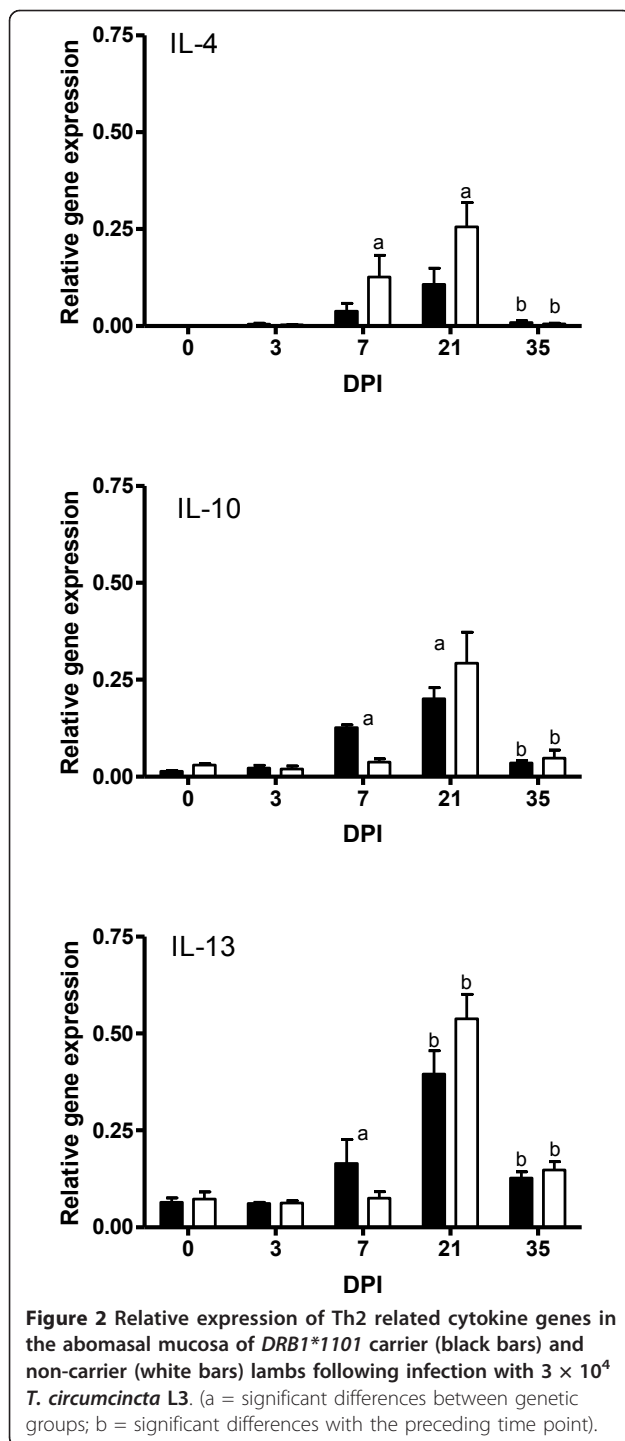 IL-4
0.75
0.50
0.25
0.00
Relative gene expression
a
a
b b
0 3 7 21 35
DPI
IL-10
0.75
0.50
0.25
0.00
Relative gene expression
a
a
b
b
0 3 7 21 35
DPI
IL-13
0.75
0.50
0.25
0.00
Relative gene expression
a
b
b
b
b
0 3 7 21 35
DPI
Figure 2 Relative expression of Th2 related cytokine genes in
the abomasal mucosa of DRB1*1101 carrier (black bars) and
non-carrier (white bars) lambs following infection with 3 × 10⁴
T. circumcincta L3. (a = significant differences between genetic
groups; b = significant differences with the preceding time point).